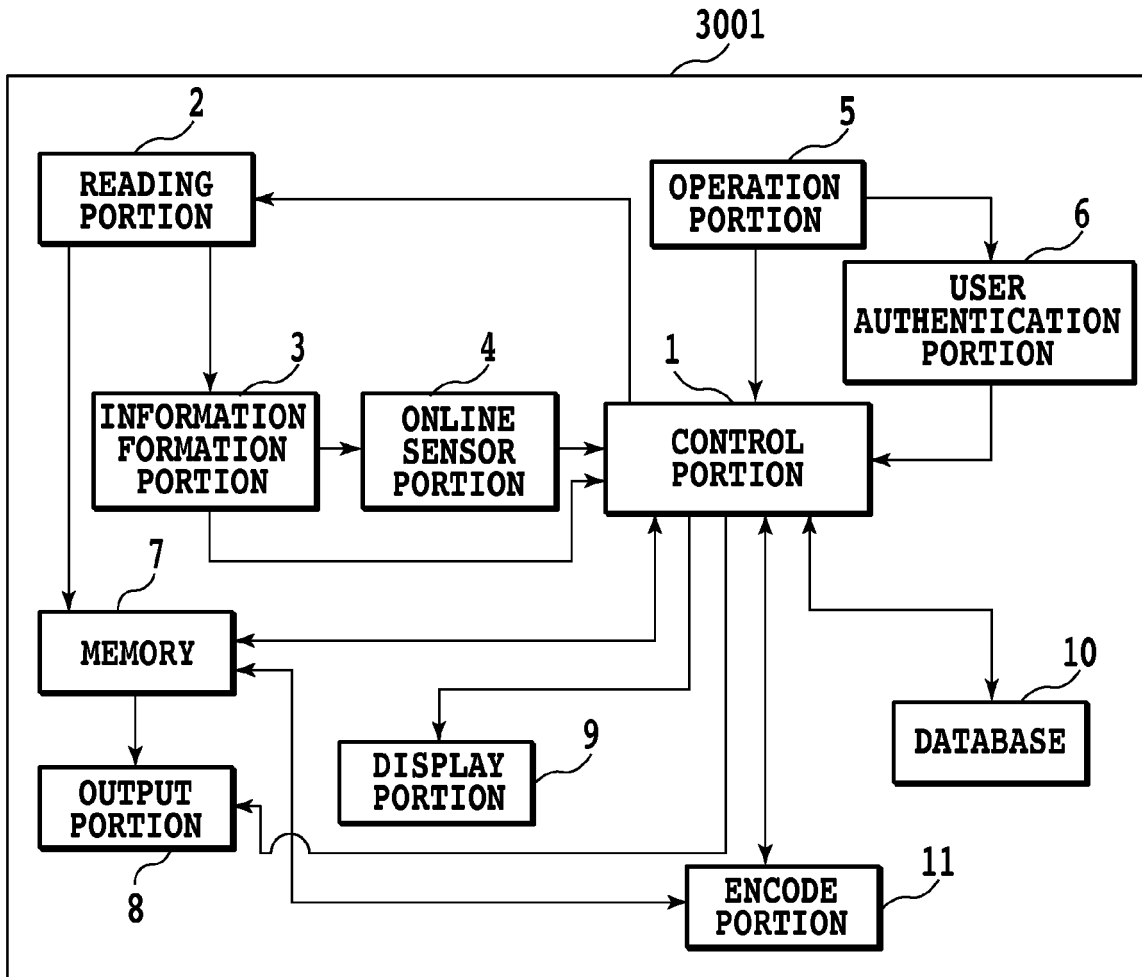 3001
2
READING
PORTION
5
OPERATION
PORTION
6
USER
AUTHENTICATION
PORTION
3
INFORMATION
FORMATION
PORTION
4
ONLINE
SENSOR
PORTION
1
CONTROL
PORTION
7
MEMORY
10
DATABASE
9
DISPLAY
PORTION
OUTPUT
PORTION
8
11
ENCODE
PORTION